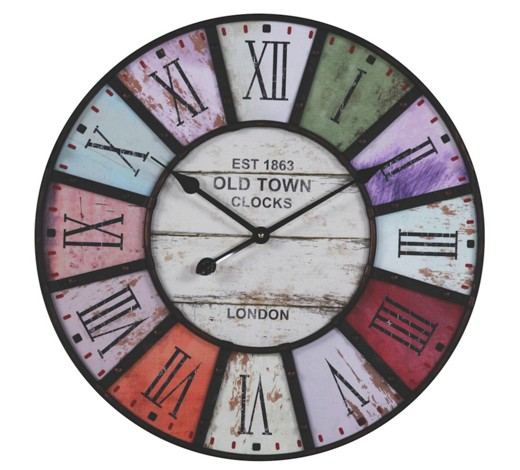 XII
I
II
III
IIII
V
VI
VII
VIII
IX
X
XI
EST 1863
OLD TOWN
CLOCKS
LONDON